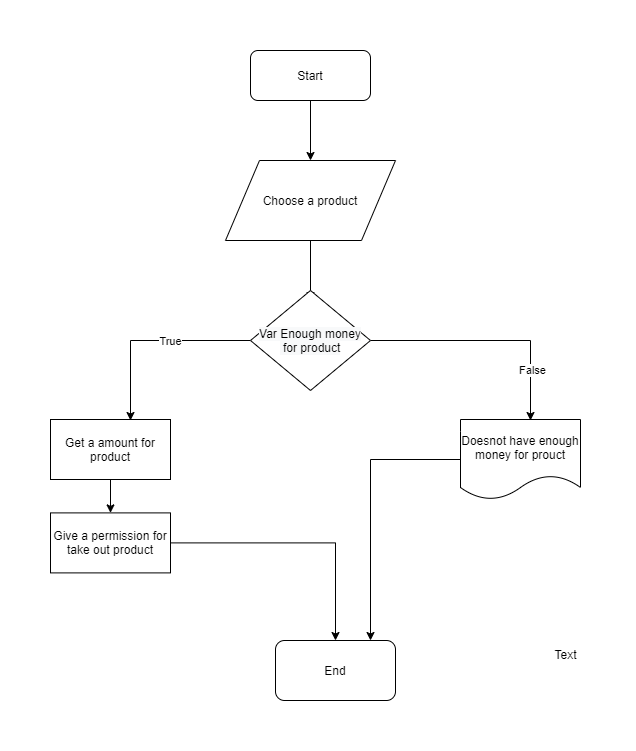 Start
Choose a product
Var Enough money
for product
True
False
Get a amount for
product
Doesnot have enough
money for prouct
Give a permission for
take out product
End
Text